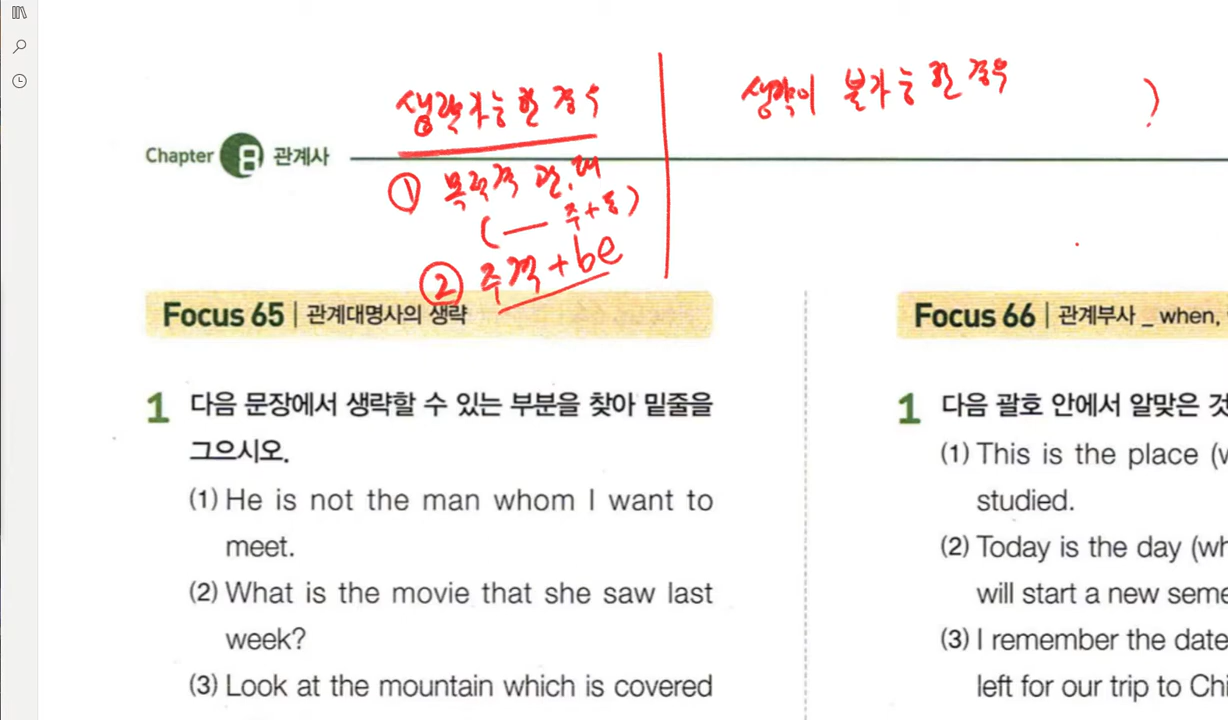 생략가능한 경우
생략이 불가능한 경우 ?
Chapter 8 관계사
① 목적격 관.대
( — 주+동)
② 주격+be
Focus 65 | 관계대명사의 생략
1 다음 문장에서 생략할 수 있는 부분을 찾아 밑줄을
그으시오.
(1) He is not the man whom I want to
meet.
(2) What is the movie that she saw last
week?
(3) Look at the mountain which is covered
Focus 66 | 관계부사 _ when,
1 다음 괄호 안에서 알맞은 것
(1) This is the place (w
studied.
(2) Today is the day (wh
will start a new seme
(3) I remember the date
left for our trip to Chi